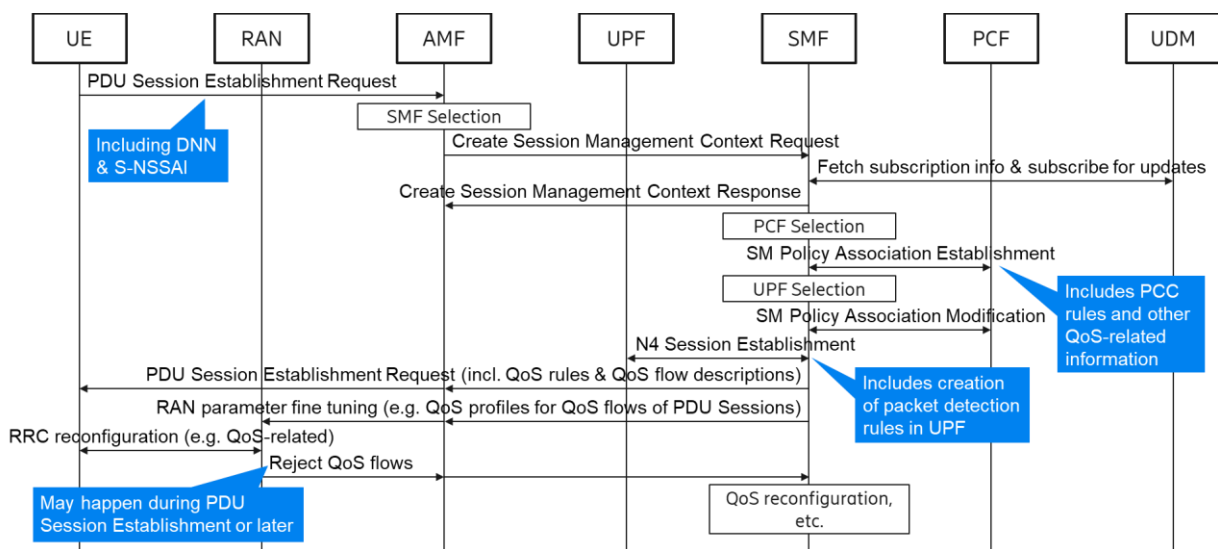 UE RAN AMF UPF SMF PCF UDM
PDU Session Establishment Request
SMF Selection
Including DNN
& S-NSSAI
Create Session Management Context Request
Fetch subscription info & subscribe for updates
Create Session Management Context Response
PCF Selection
SM Policy Association Establishment
UPF Selection
Includes PCC
rules and other
QoS-related
information
SM Policy Association Modification
N4 Session Establishment
PDU Session Establishment Request (incl. QoS rules & QoS flow descriptions)
Includes creation
of packet detection
rules in UPF
RAN parameter fine tuning (e.g. QoS profiles for QoS flows of PDU Sessions)
RRC reconfiguration (e.g. QoS-related)
Reject QoS flows
May happen during PDU
Session Establishment or later
QoS reconfiguration,
etc.